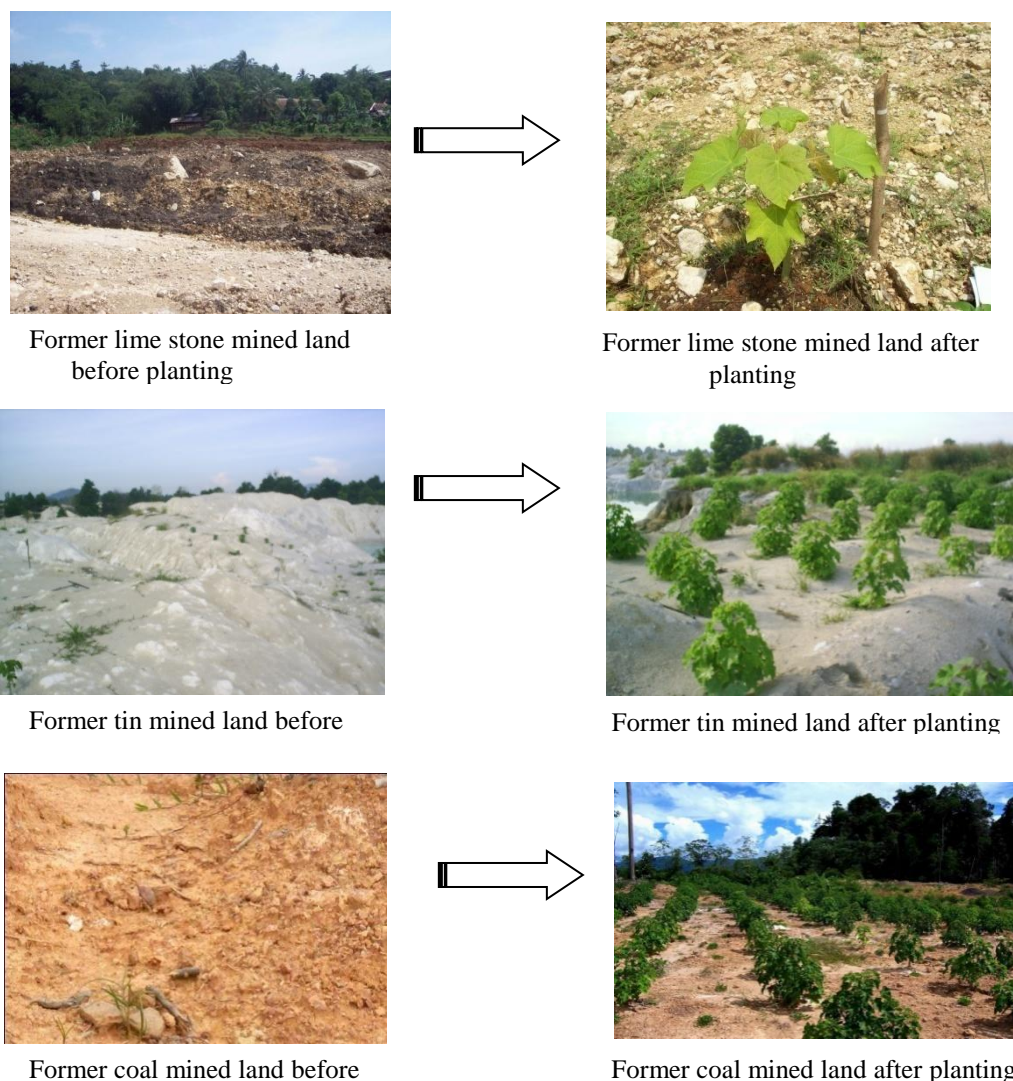 Former lime stone mined land
before planting
Former lime stone mined land after
planting
Former tin mined land before
Former tin mined land after planting
Former coal mined land before
Former coal mined land after planting